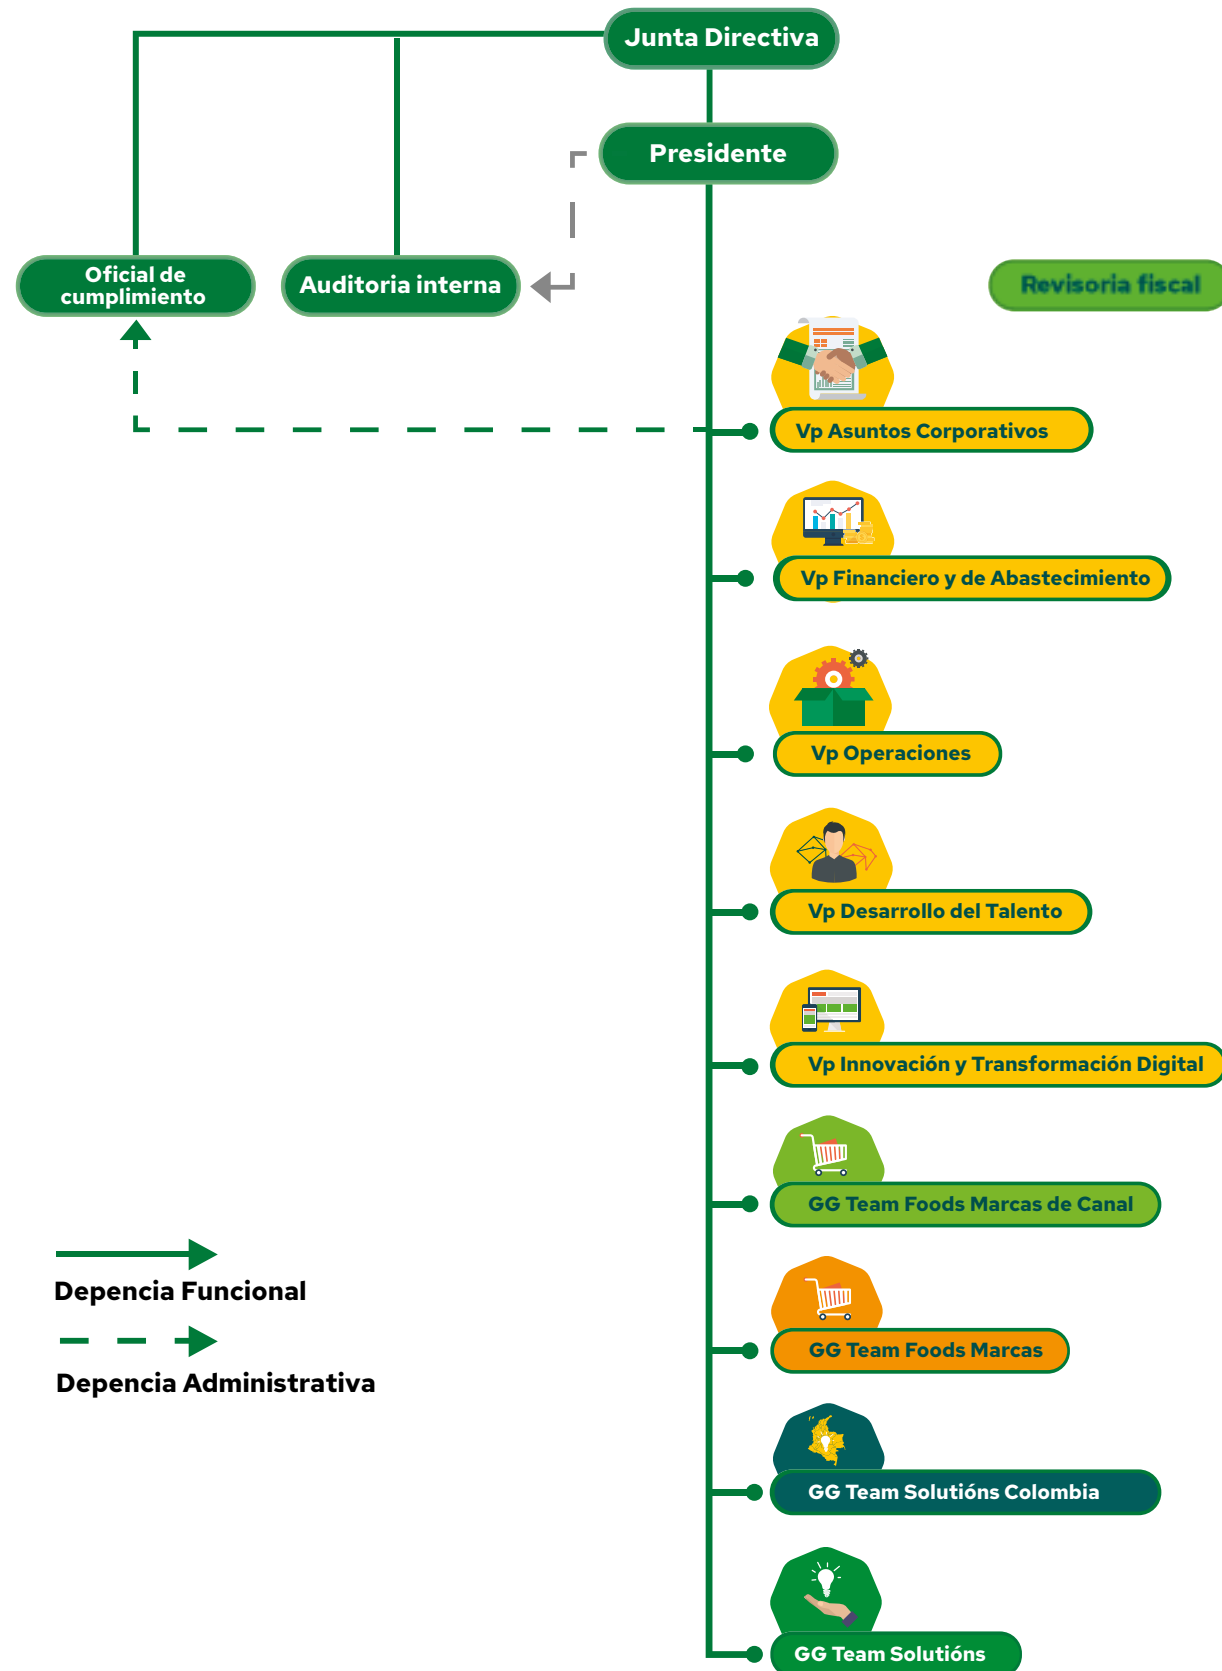 Junta Directiva
Presidente
Oficial de
cumplimiento
Auditoria interna
Revisoria fiscal
Vp Asuntos Corporativos
Vp Financiero y de Abastecimiento
Vp Operaciones
Vp Desarrollo del Talento
Vp Innovación y Transformación Digital
GG Team Foods Marcas de Canal
GG Team Foods Marcas
GG Team Solutións Colombia
GG Team Solutións
Depencia Funcional
Depencia Administrativa